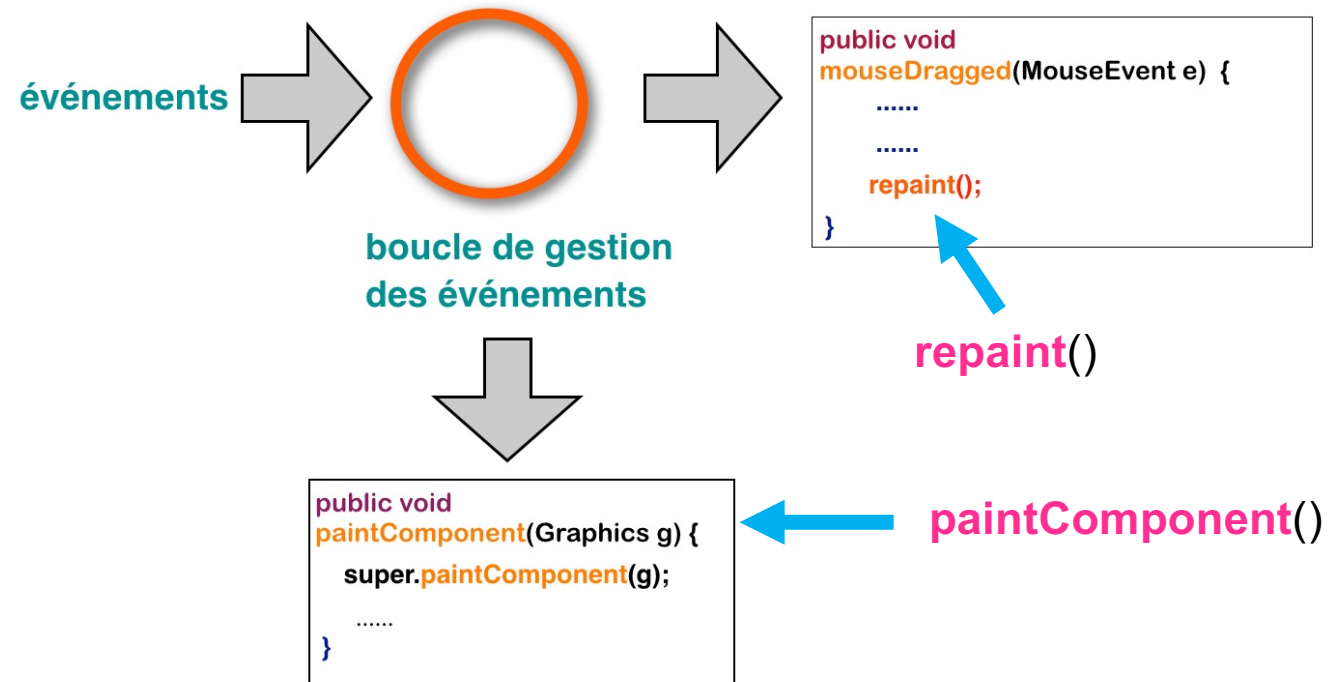 événements
boucle de gestion
des événements
public void
mouseDragged(MouseEvent e) {
......
......
repaint();
}
repaint()
public void
paintComponent(Graphics g) {
super.paintComponent(g);
......
}
paintComponent()